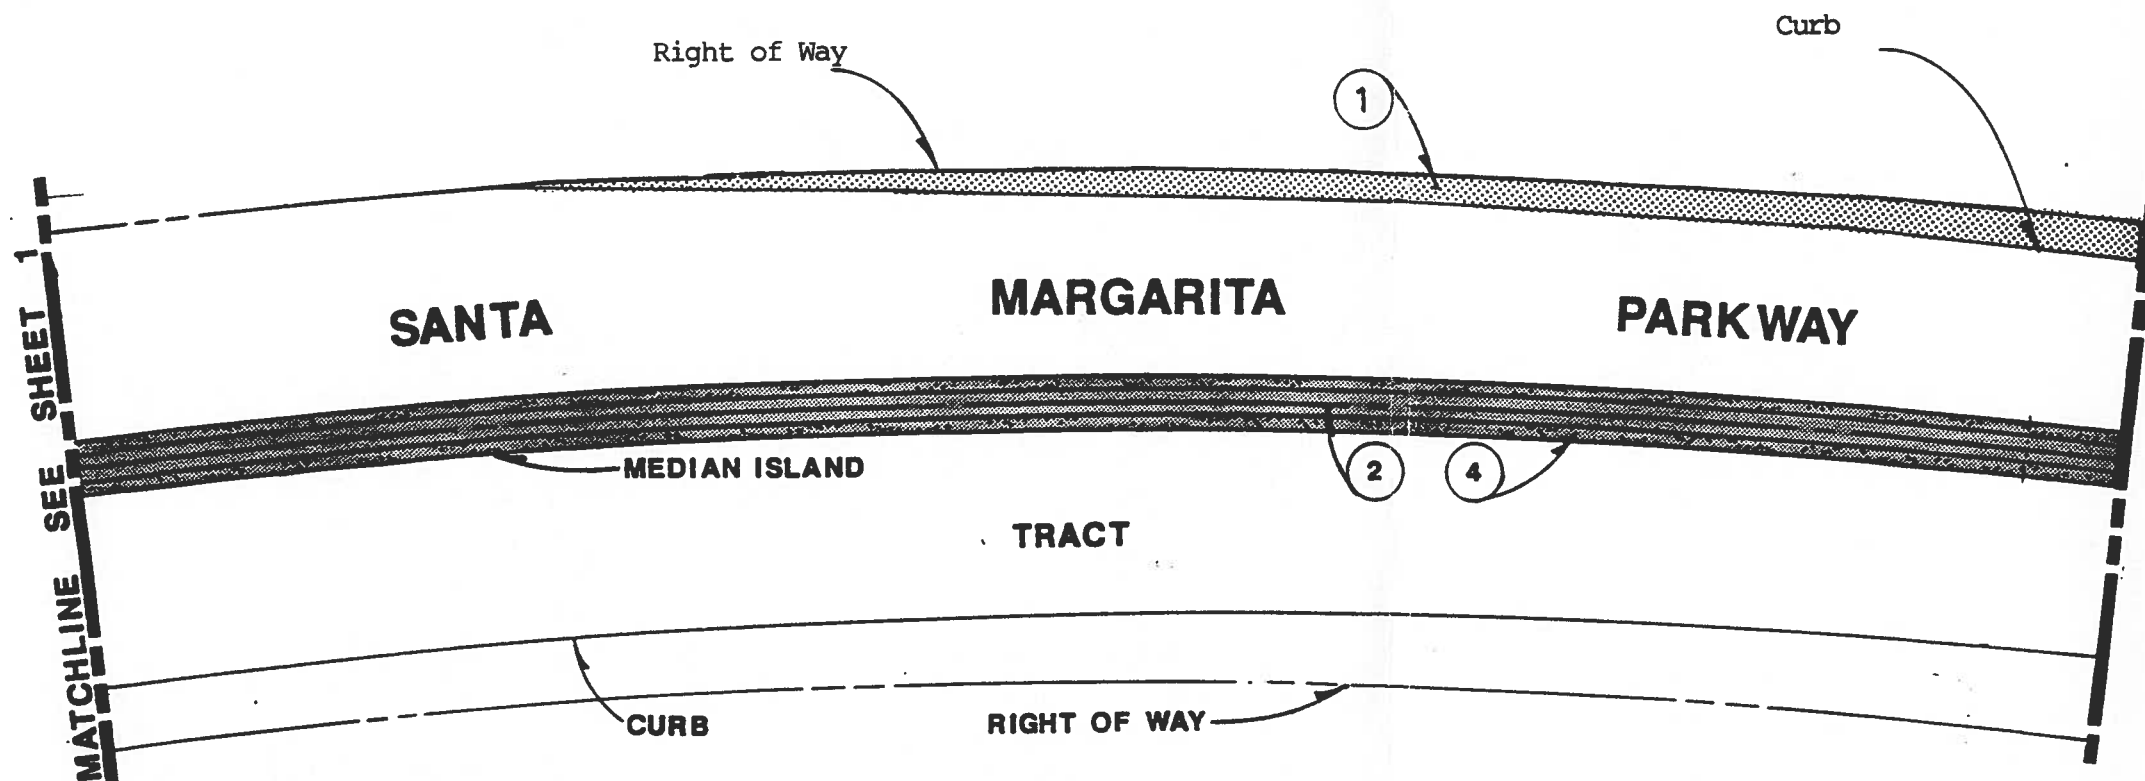 Curb
Right of Way
1
SANTA MARGARITA PARKWAY
MEDIAN ISLAND
2
4
TRACT
CURB
RIGHT OF WAY
MATCHLINE SEE SHEET 1